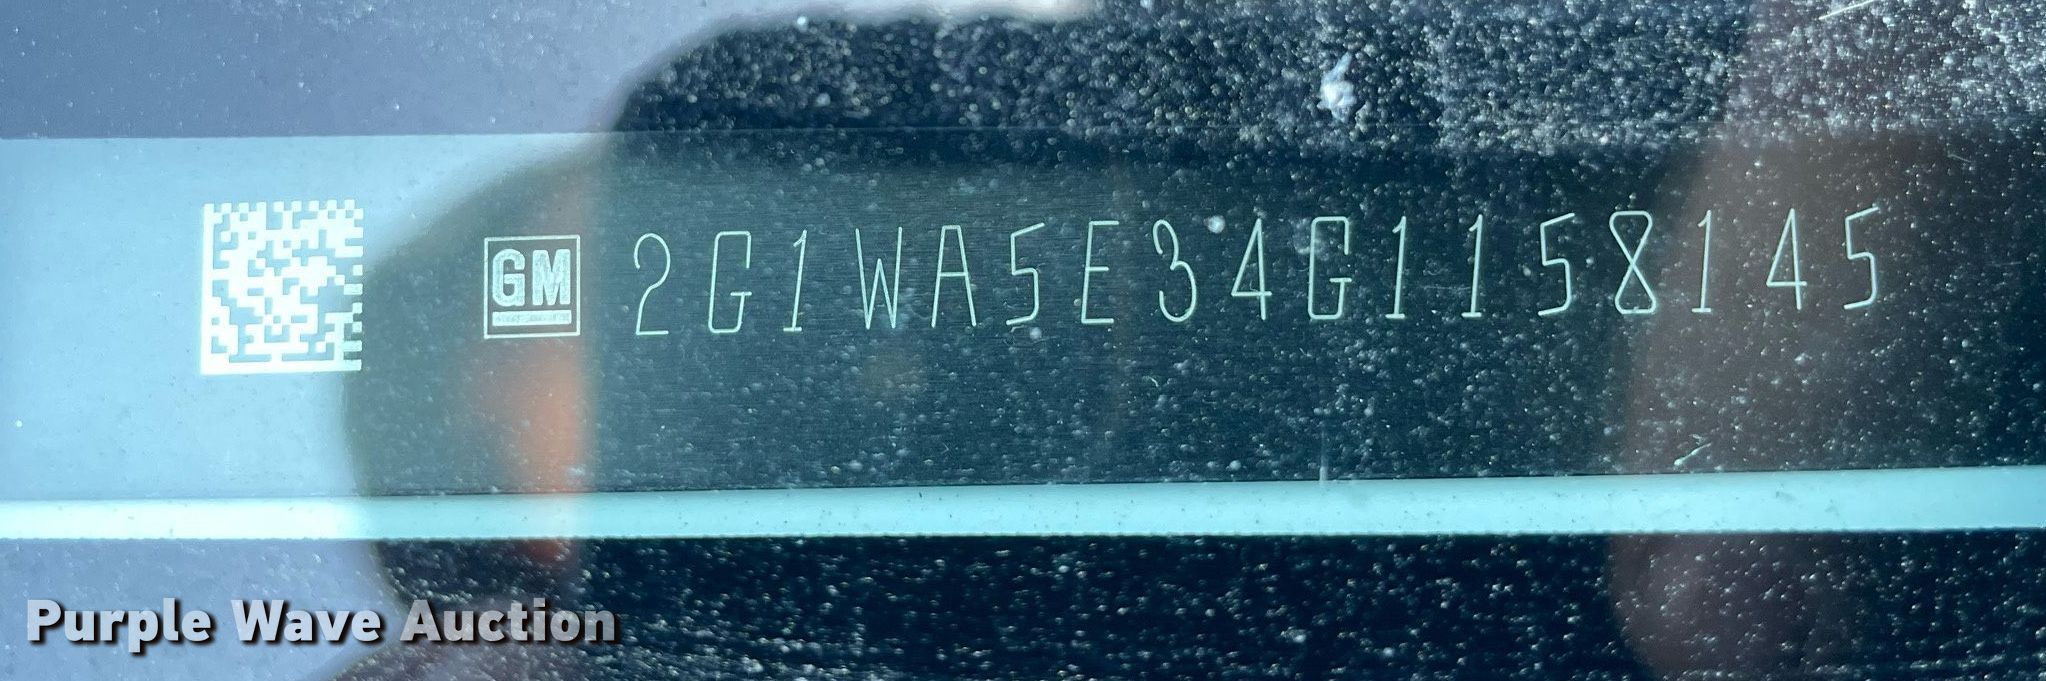 GM 2G1WA5E34G1158145
Purple Wave Auction